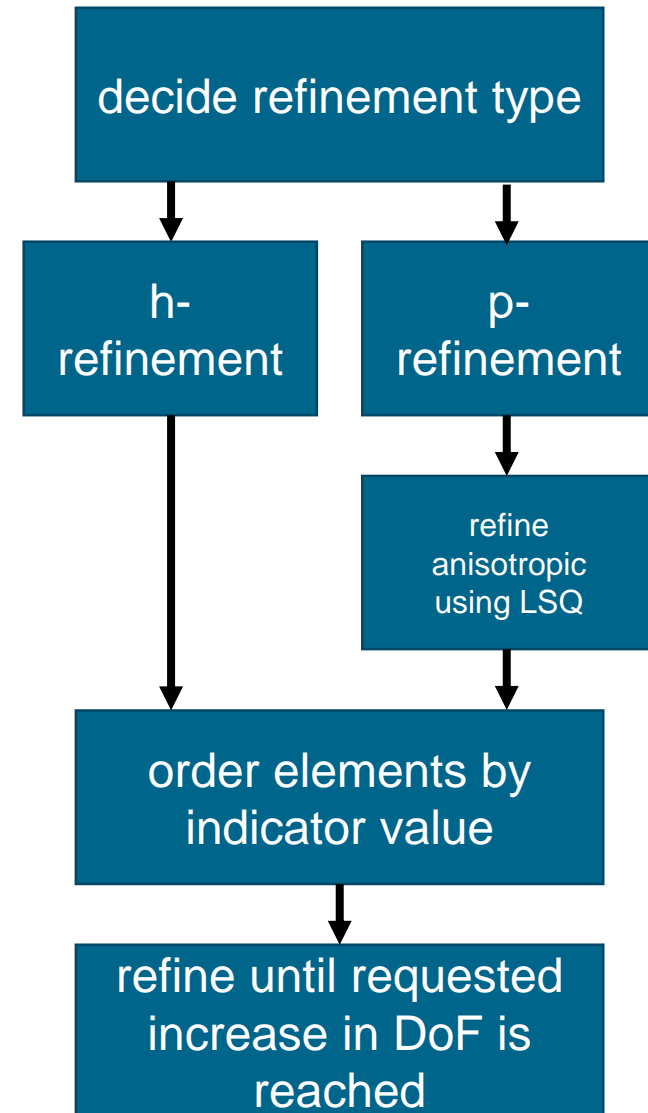 decide refinement type
h-
refinement
p-
refinement
refine
anisotropic
using LSQ
order elements by
indicator value
refine until requested
increase in DoF is
reached